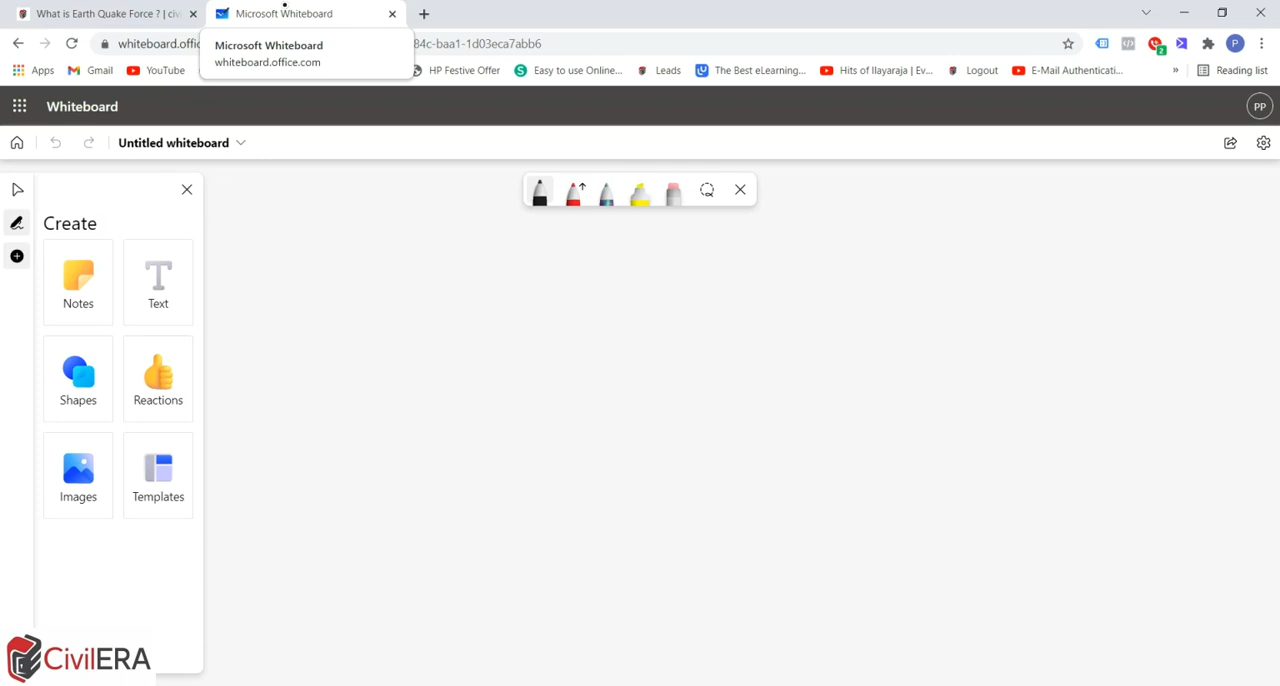 What is Earth Quake Force ? | civ
Microsoft Whiteboard
Microsoft Whiteboard
whiteboard.office.com
whiteboard.offic
84c-baa1-1d03eca7abb6
2
P
Apps
Gmail
YouTube
HP Festive Offer
Easy to use Online...
Leads
The Best eLearning...
Hits of Ilayaraja | Ev...
Logout
E-Mail Authenticati...
»
Reading list
Whiteboard
PP
Untitled whiteboard
Create
Notes
Text
Shapes
Reactions
Images
Templates
CivilERA